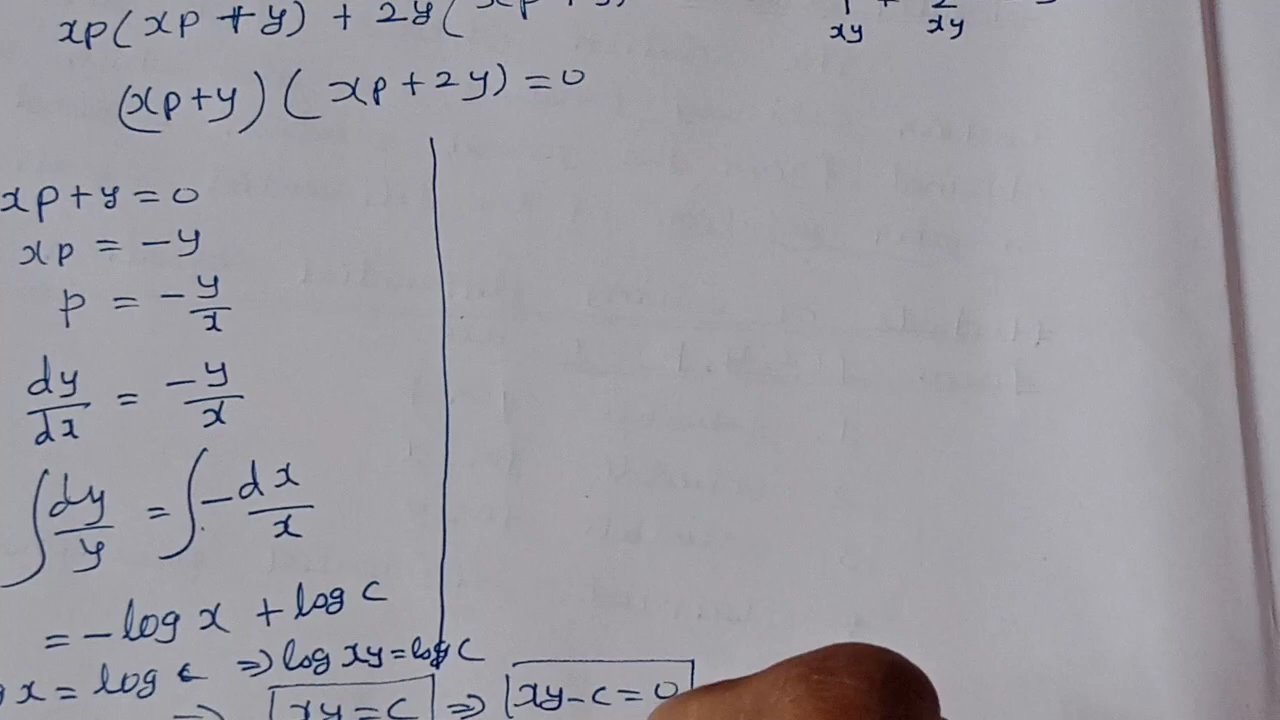 xp(xp+y) + 2y(
xy xy
(xp+y)(xp+2y)=0
xp+y=0
xp = -y
p = -y/x
dy/dx = -y/x
∫dy/y = ∫-dx/x
= -log x + log c
x = log c ⇒ log xy = log c
⇒ xy=c ⇒ xy-c=0